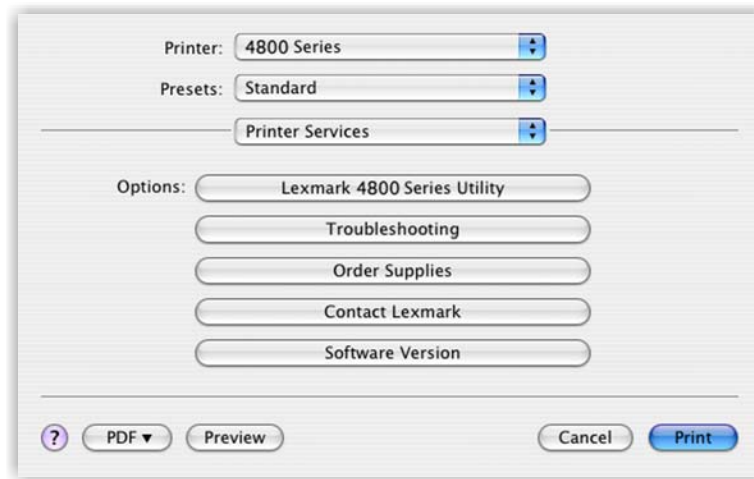 Printer: 4800 Series
Presets: Standard
Printer Services
Options: Lexmark 4800 Series Utility
Troubleshooting
Order Supplies
Contact Lexmark
Software Version
? PDF ▼ Preview Cancel Print